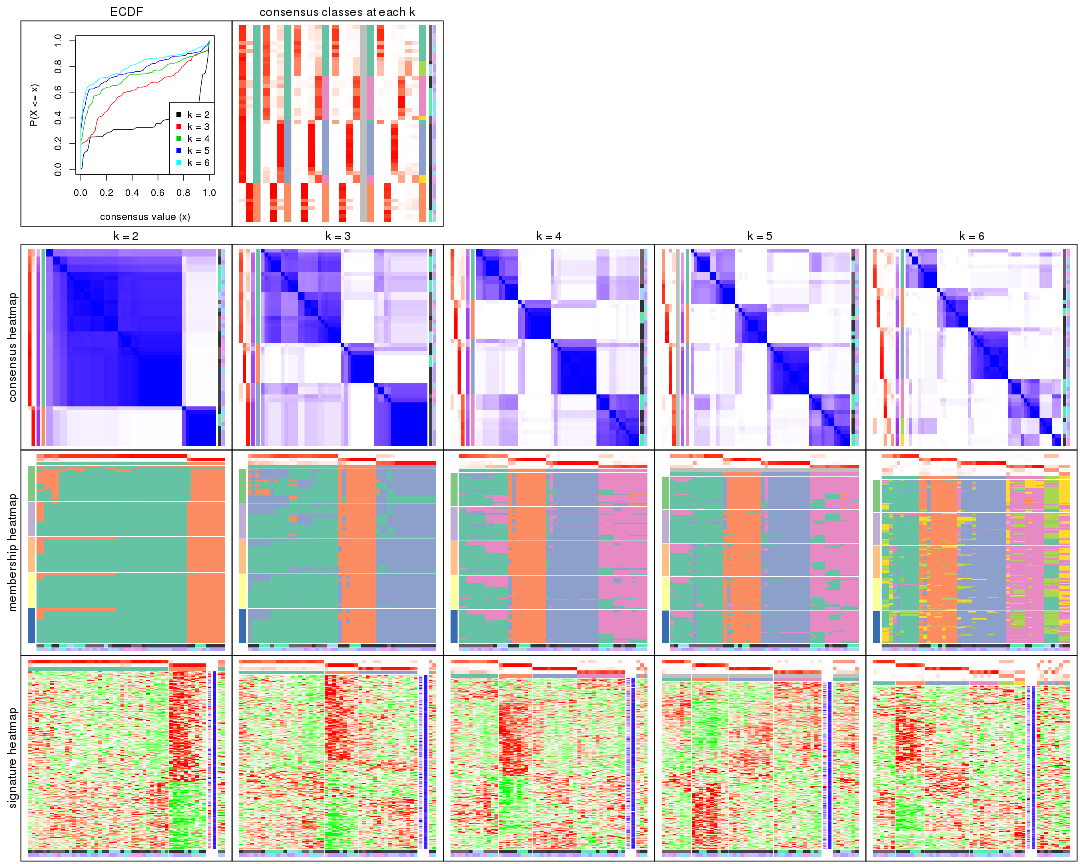 ECDF
consensus classes at each k
P(X <= x)
0.0 0.2 0.4 0.6 0.8 1.0
k = 2
k = 3
k = 4
k = 5
k = 6
0.0 0.2 0.4 0.6 0.8 1.0
consensus value (x)
k = 2 k = 3 k = 4 k = 5 k = 6
consensus heatmap
membership heatmap
signature heatmap